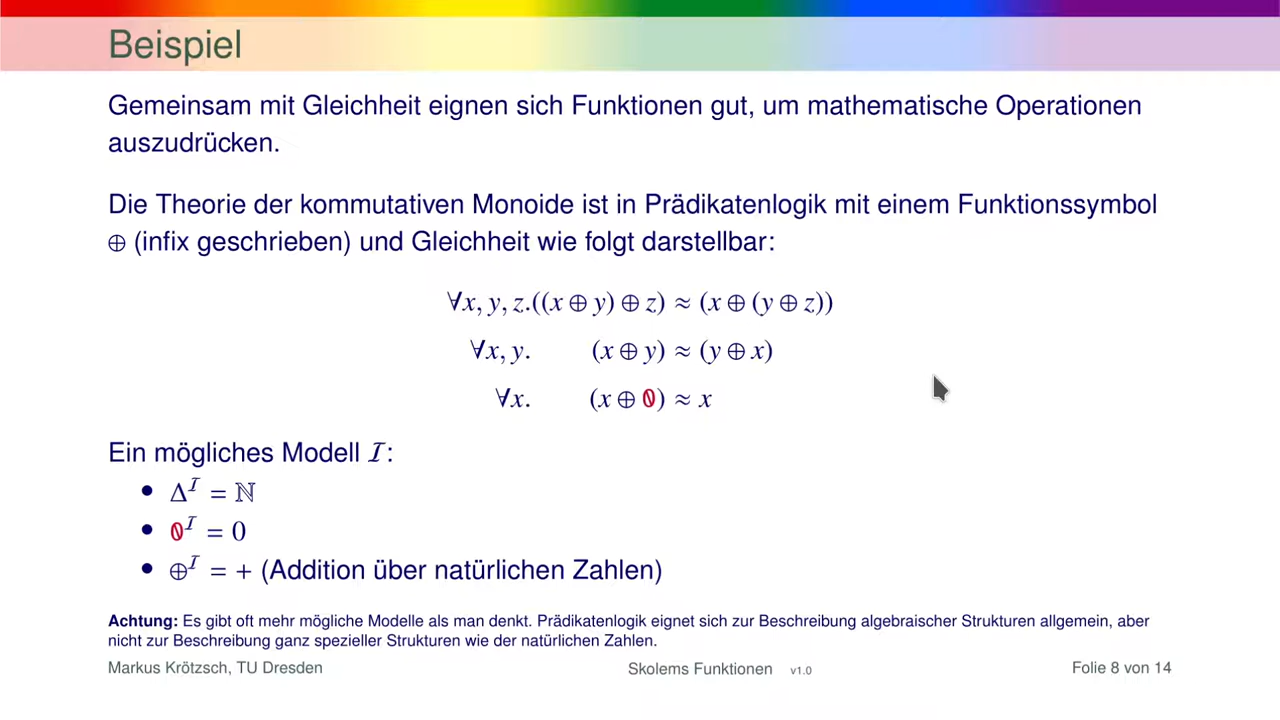 Beispiel
Gemeinsam mit Gleichheit eignen sich Funktionen gut, um mathematische Operationen
auszudrücken.
Die Theorie der kommutativen Monoide ist in Prädikatenlogik mit einem Funktionssymbol
⊕ (infix geschrieben) und Gleichheit wie folgt darstellbar:
∀x, y, z.((x ⊕ y) ⊕ z) ≈ (x ⊕ (y ⊕ z))
∀x, y. (x ⊕ y) ≈ (y ⊕ x)
∀x. (x ⊕ 0) ≈ x
Ein mögliches Modell ℐ:
• Δ^ℐ = ℕ
• 0^ℐ = 0
• ⊕^ℐ = + (Addition über natürlichen Zahlen)
Achtung: Es gibt oft mehr mögliche Modelle als man denkt. Prädikatenlogik eignet sich zur Beschreibung algebraischer Strukturen allgemein, aber
nicht zur Beschreibung ganz spezieller Strukturen wie der natürlichen Zahlen.
Markus Krötzsch, TU Dresden Skolems Funktionen v1.0 Folie 8 von 14